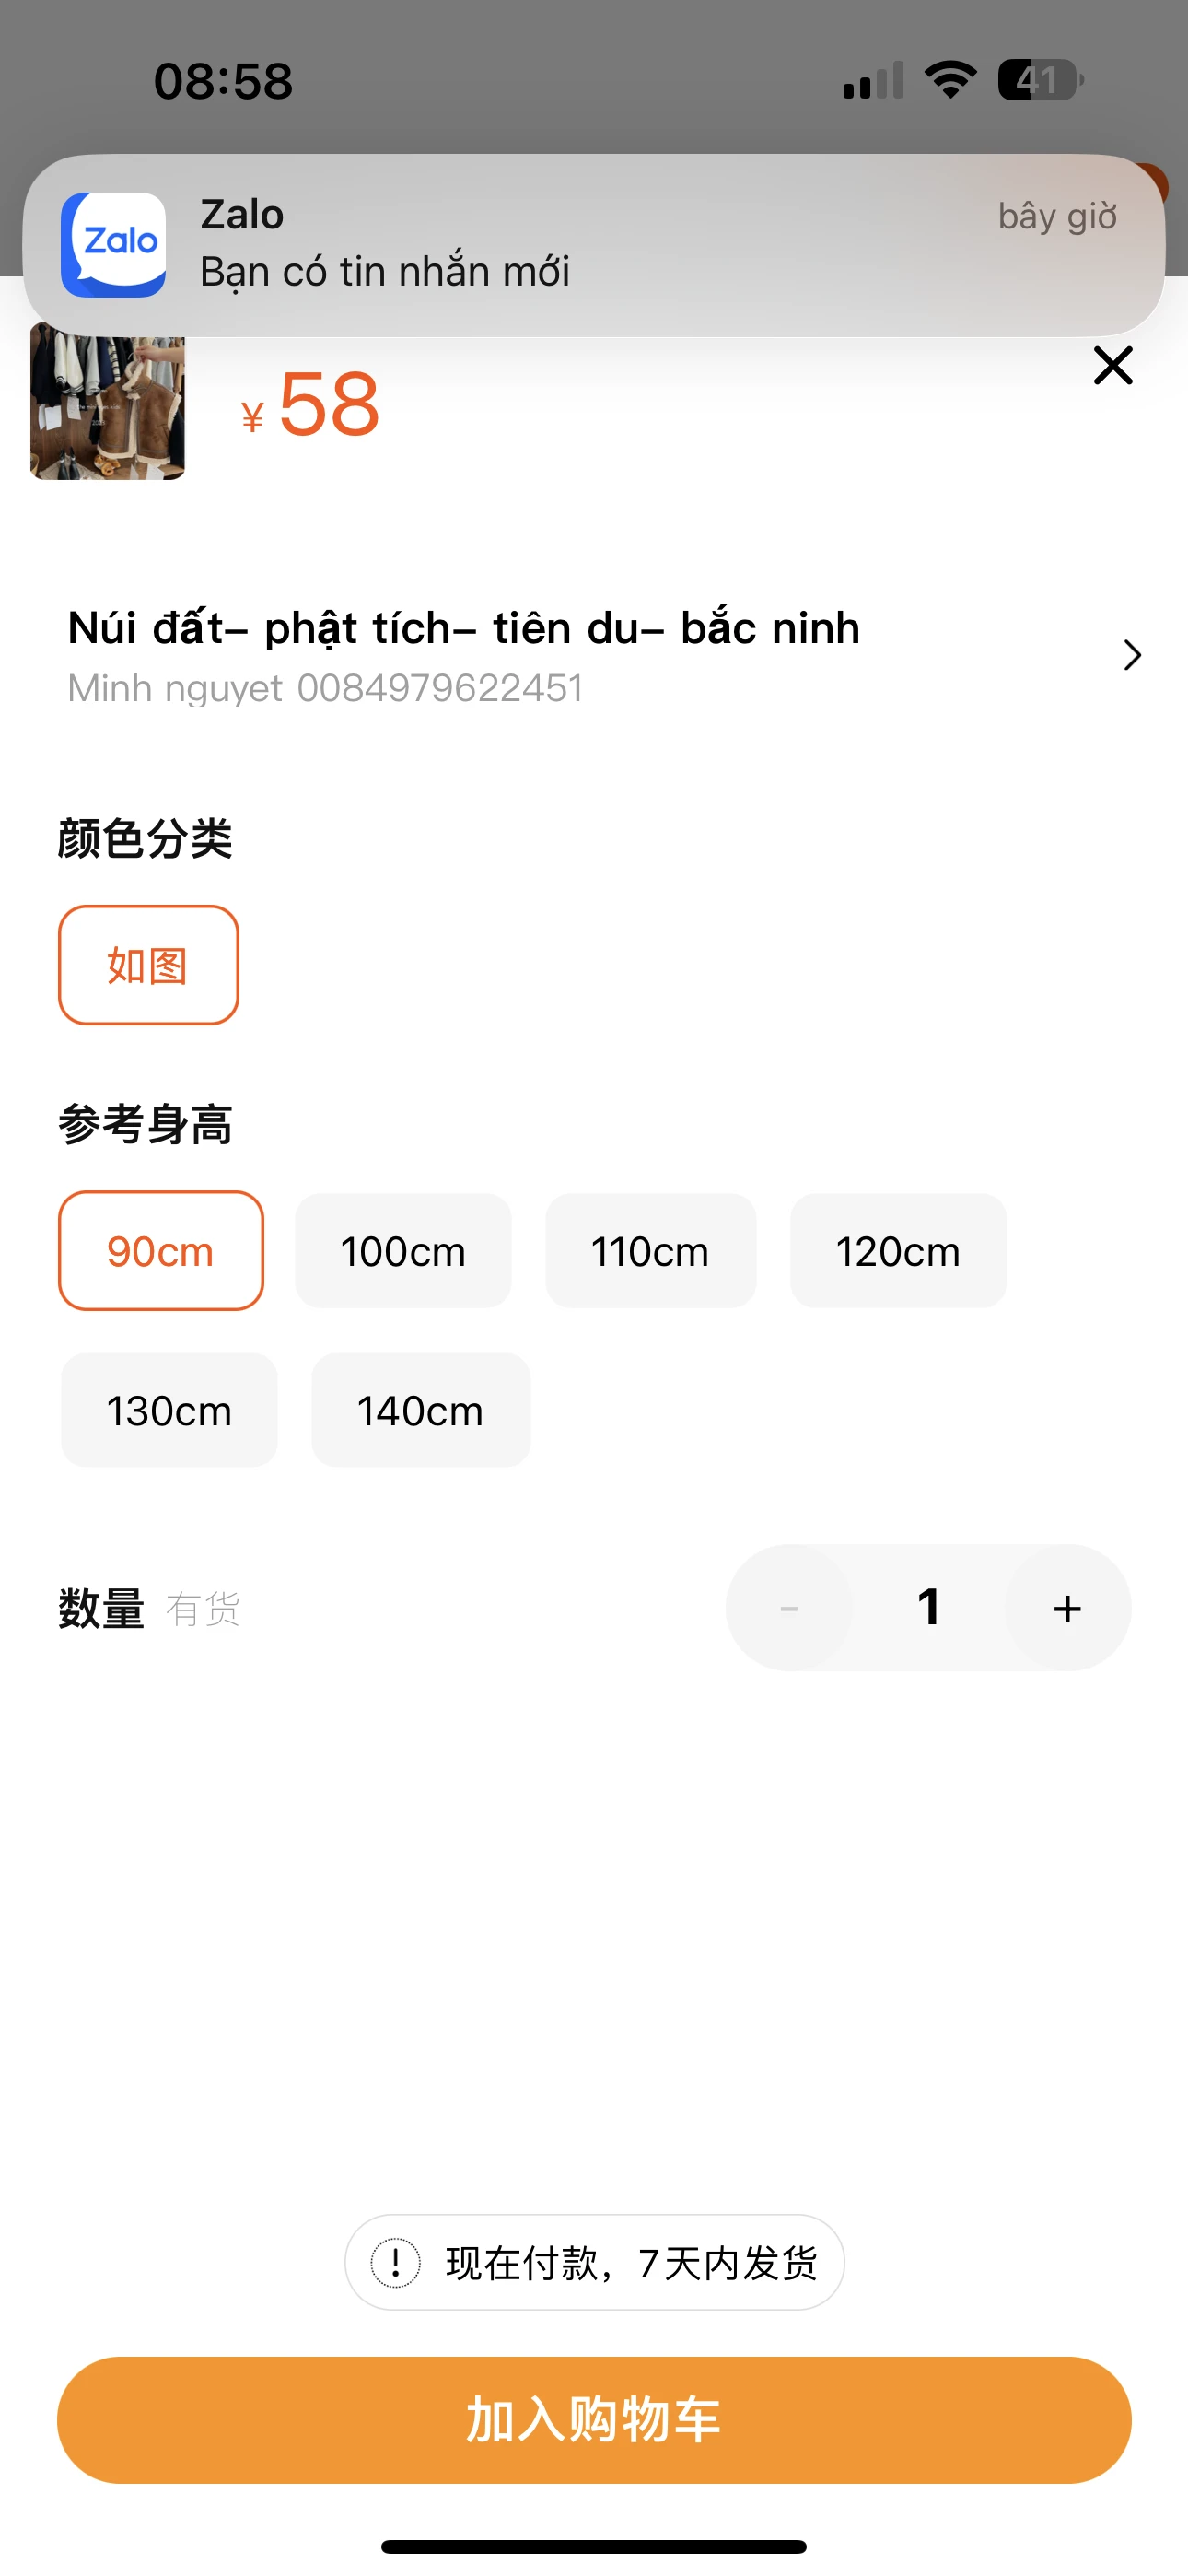 08:58
41
Zalo
Zalo
bây giờ
Bạn có tin nhắn mới
¥ 58
Núi đất– phật tích– tiên du– bắc ninh
Minh nguyet 0084979622451
颜色分类
如图
参考身高
90cm
100cm
110cm
120cm
130cm
140cm
数量 有货
- 1 +
! 现在付款，7天内发货
加入购物车